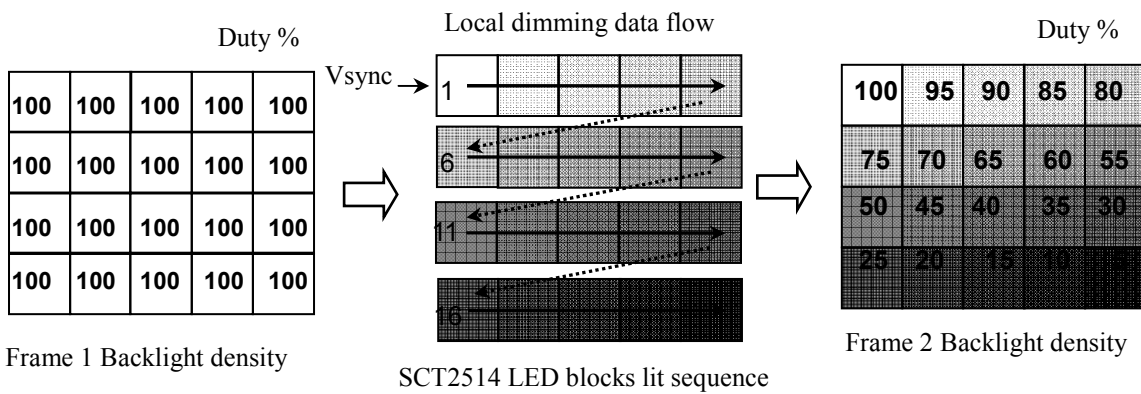 Duty %
100 100 100 100 100
100 100 100 100 100
100 100 100 100 100
100 100 100 100 100
Frame 1 Backlight density
Local dimming data flow
Vsync
1
6
11
16
SCT2514 LED blocks lit sequence
Duty %
100 95 90 85 80
75 70 65 60 55
50 45 40 35 30
25 20 15 10
Frame 2 Backlight density